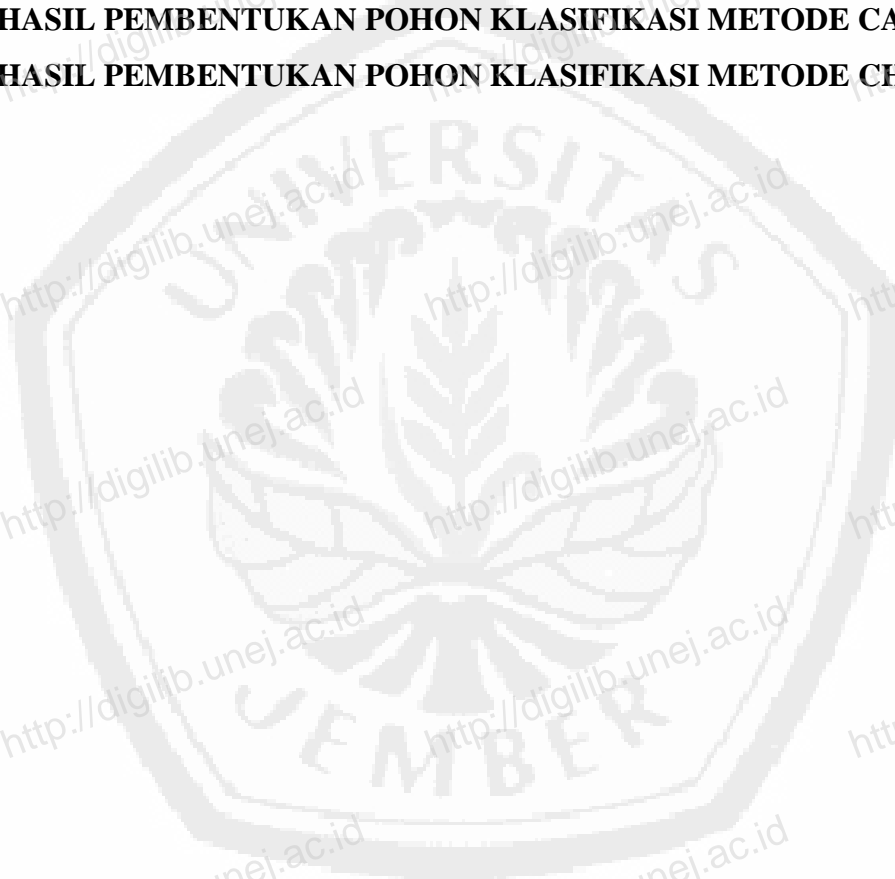 HASIL PEMBENTUKAN POHON KLASIFIKASI METODE CA
HASIL PEMBENTUKAN POHON KLASIFIKASI METODE CH
UNIVERSITAS
JEMBER
http://digilib.unej.ac.id
http://digilib.unej.ac.id
http://digilib.unej.ac.id
http://digilib.unej.ac.id
http://digilib.unej.ac.id
http://digilib.unej.ac.id